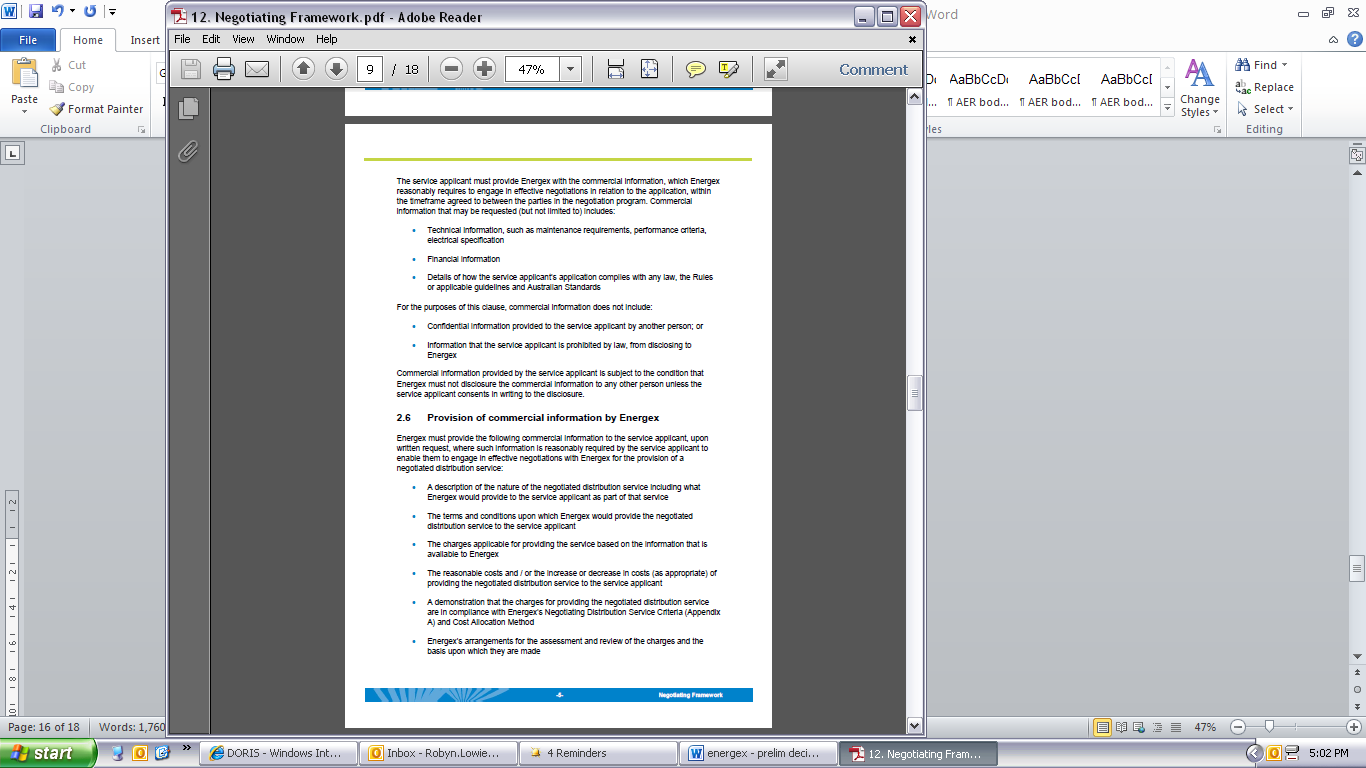 12. Negotiating Framework.pdf - Adobe Reader
Word
File Home Insert
File Edit View Window Help
Cut
Copy
Format Painter
Paste
Clipboard
9 / 18
47%
Comment
AaBbCcDc AaBbCcDc AaBbCcI AaBbCcD
¶ AER bod... ¶ AER bod... ¶ AER bod...
Change
Styles
Find
Replace
Select
Editing
The service applicant must provide Energex with the commercial information, which Energex
reasonably requires to engage in effective negotiations in relation to the application, within
the timeframe agreed to between the parties in the negotiation program. Commercial
information that may be requested (but not limited to) includes:
• Technical information, such as maintenance requirements, performance criteria,
electrical specification
• Financial information
• Details of how the service applicant's application complies with any law, the Rules
or applicable guidelines and Australian Standards
For the purposes of this clause, commercial information does not include:
• Confidential information provided to the service applicant by another person; or
• Information that the service applicant is prohibited by law, from disclosing to
Energex
Commercial information provided by the service applicant is subject to the condition that
Energex must not disclosure the commercial information to any other person unless the
service applicant consents in writing to the disclosure.
2.6 Provision of commercial information by Energex
Energex must provide the following commercial information to the service applicant, upon
written request, where such information is reasonably required by the service applicant to
enable them to engage in effective negotiations with Energex for the provision of a
negotiated distribution service:
• A description of the nature of the negotiated distribution service including what
Energex would provide to the service applicant as part of that service
• The terms and conditions upon which Energex would provide the negotiated
distribution service to the service applicant
• The charges applicable for providing the service based on the information that is
available to Energex
• The reasonable costs and / or the increase or decrease in costs (as appropriate) of
providing the negotiated distribution service to the service applicant
• A demonstration that the charges for providing the negotiated distribution service
are in compliance with Energex's Negotiating Distribution Service Criteria (Appendix
A) and Cost Allocation Method
• Energex's arrangements for the assessment and review of the charges and the
basis upon which they are made
-6- Negotiating Framework
Page: 16 of 18 Words: 1,760
47%
start
DORIS - Windows Int...
Inbox - Robyn.Lowie...
4 Reminders
energex - prelim deci...
12. Negotiating Fram...
5:02 PM